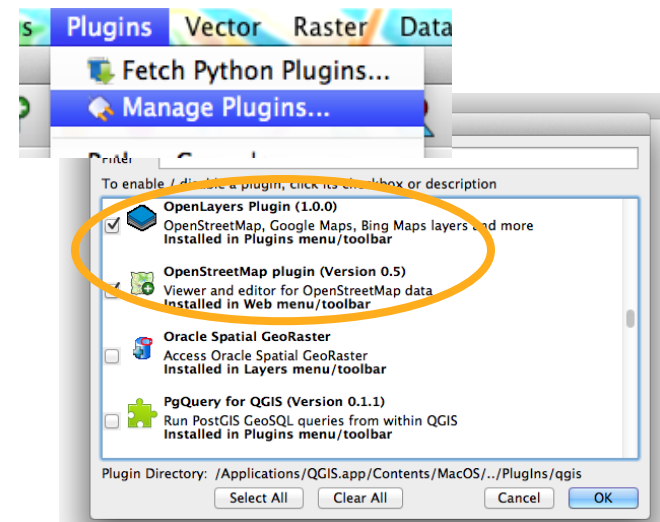 Plugins Vector Raster Data
Fetch Python Plugins...
Manage Plugins...
To enable / disable a plugin, click its checkbox or description
OpenLayers Plugin (1.0.0)
OpenStreetMap, Google Maps, Bing Maps layers and more
Installed in Plugins menu/toolbar
OpenStreetMap plugin (Version 0.5)
Viewer and editor for OpenStreetMap data
Installed in Web menu/toolbar
Oracle Spatial GeoRaster
Access Oracle Spatial GeoRaster
Installed in Layers menu/toolbar
PgQuery for QGIS (Version 0.1.1)
Run PostGIS GeoSQL queries from within QGIS
Installed in Plugins menu/toolbar
Plugin Directory: /Applications/QGIS.app/Contents/MacOS/../PlugIns/qgis
Select All Clear All Cancel OK